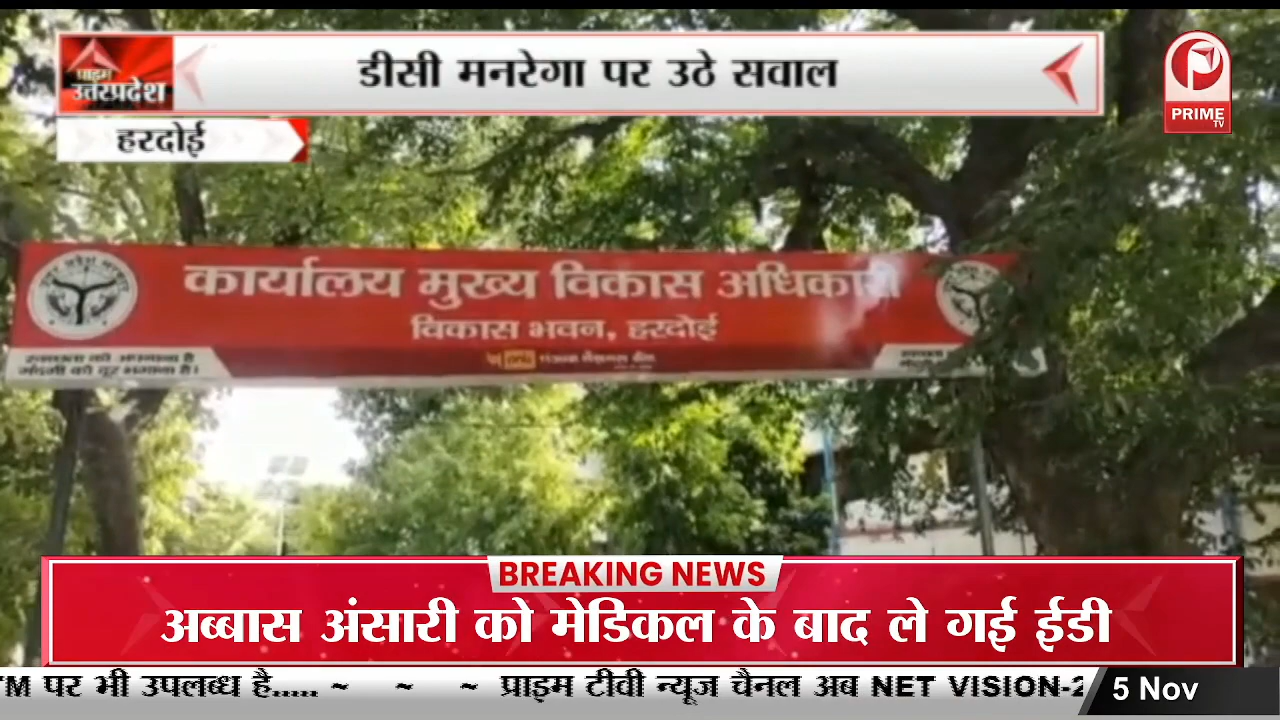 डीसी मनरेगा पर उठे सवाल
प्राइम
उत्तरप्रदेश
PRIME
TV
हरदोई
कार्यालय मुख्य विकास अधिकारी
विकास भवन, हरदोई
BREAKING NEWS
अब्बास अंसारी को मेडिकल के बाद ले गई ईडी
TM पर भी उपलब्ध है..... ~ ~ ~ प्राइम टीवी न्यूज चैनल अब NET VISION-2
5 Nov